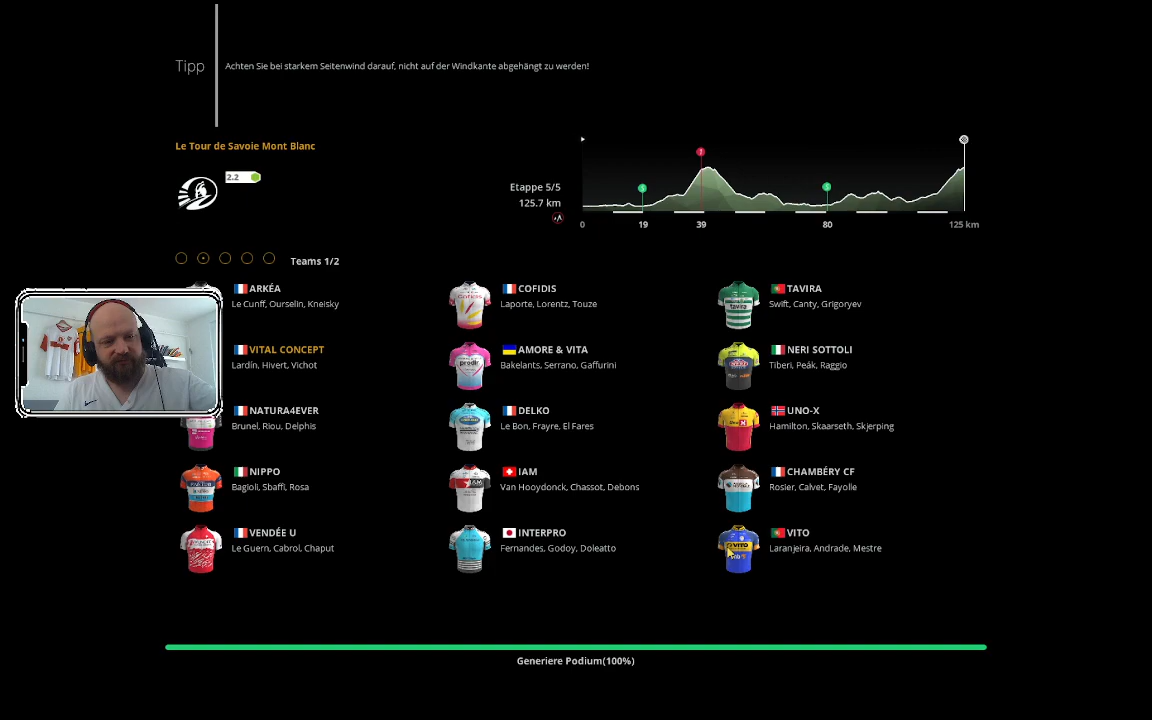 Tipp
Achten Sie bei starkem Seitenwind darauf, nicht auf der Windkante abgehängt zu werden!
Le Tour de Savoie Mont Blanc
2.2
Etappe 5/5
125.7 km
0
19
39
80
125 km
Teams 1/2
ARKÉA
Le Cunff, Ourselin, Kneisky
COFIDIS
Laporte, Lorentz, Touze
TAVIRA
Swift, Canty, Grigoryev
VITAL CONCEPT
Lardín, Hivert, Vichot
AMORE & VITA
Bakelants, Serrano, Gaffurini
NERI SOTTOLI
Tiberi, Peák, Raggio
NATURA4EVER
Brunel, Riou, Delphis
DELKO
Le Bon, Frayre, El Fares
UNO-X
Hamilton, Skaarseth, Skjerping
NIPPO
Bagioli, Sbaffi, Rosa
IAM
Van Hooydonck, Chassot, Debons
CHAMBÉRY CF
Rosier, Calvet, Fayolle
VENDÉE U
Le Guern, Cabrol, Chaput
INTERPRO
Fernandes, Godoy, Doleatto
VITO
Laranjeira, Andrade, Mestre
Generiere Podium(100%)